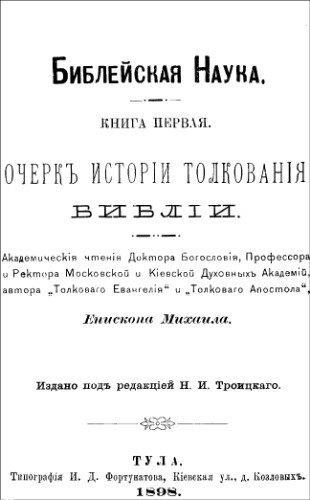 Библейская Наука.
КНИГА ПЕРВАЯ.
ОЧЕРКЪ ИСТОРІИ ТОЛКОВАНІЯ
БИБЛІИ.
Академическія чтенія Доктора Богословія, Профессора
и Ректора Московской и Кіевской Духовныхъ Академій,
автора „Толковаго Евангелія“ и „Толковаго Апостола“,
Епископа Михаила.
Издано подъ редакціей Н. И. Троицкаго.
ТУЛА.
Типографія И. Д. Фортунатова, Кіевская ул., д. Козловыхъ.
1898.